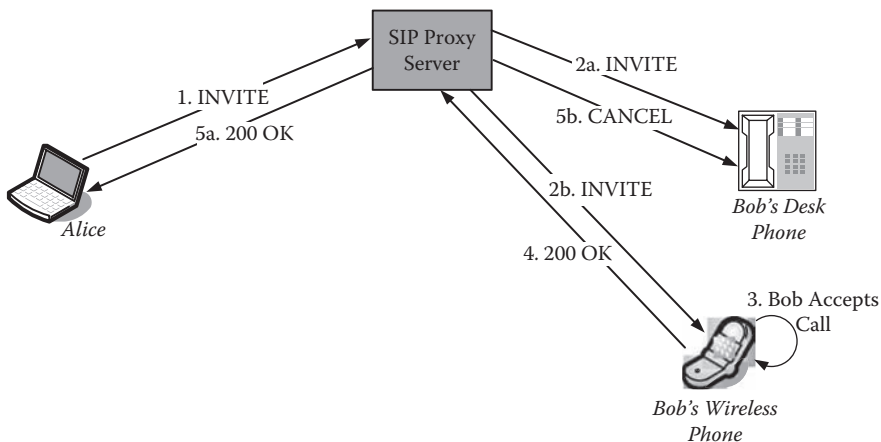 SIP Proxy
Server
2a. INVITE
1. INVITE
5b. CANCEL
5a. 200 OK
2b. INVITE
Bob's Desk
Phone
Alice
4. 200 OK
3. Bob Accepts
Call
Bob's Wireless
Phone